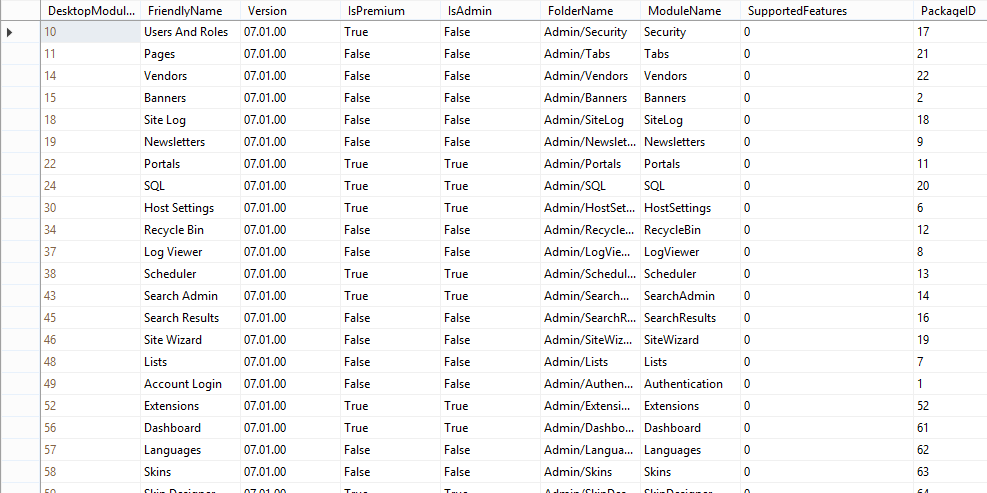 DesktopModul... FriendlyName Version IsPremium IsAdmin FolderName ModuleName SupportedFeatures PackageID
10 Users And Roles 07.01.00 True False Admin/Security Security 0 17
11 Pages 07.01.00 False False Admin/Tabs Tabs 0 21
14 Vendors 07.01.00 False False Admin/Vendors Vendors 0 22
15 Banners 07.01.00 False False Admin/Banners Banners 0 2
18 Site Log 07.01.00 False False Admin/SiteLog SiteLog 0 18
19 Newsletters 07.01.00 False False Admin/Newslet... Newsletters 0 9
22 Portals 07.01.00 True True Admin/Portals Portals 0 11
24 SQL 07.01.00 True True Admin/SQL SQL 0 20
30 Host Settings 07.01.00 True True Admin/HostSet... HostSettings 0 6
34 Recycle Bin 07.01.00 False False Admin/Recycle... RecycleBin 0 12
37 Log Viewer 07.01.00 False False Admin/LogVie... LogViewer 0 8
38 Scheduler 07.01.00 True True Admin/Schedul... Scheduler 0 13
43 Search Admin 07.01.00 True True Admin/Search... SearchAdmin 0 14
45 Search Results 07.01.00 False False Admin/SearchR... SearchResults 0 16
46 Site Wizard 07.01.00 False False Admin/SiteWiz... SiteWizard 0 19
48 Lists 07.01.00 False False Admin/Lists Lists 0 7
49 Account Login 07.01.00 False False Admin/Authen... Authentication 0 1
52 Extensions 07.01.00 True True Admin/Extensi... Extensions 0 52
56 Dashboard 07.01.00 True True Admin/Dashbo... Dashboard 0 61
57 Languages 07.01.00 False False Admin/Langua... Languages 0 62
58 Skins 07.01.00 False False Admin/Skins Skins 0 63
59 Skin Designer 07.01.00 True False Admin/SkinDes... SkinDesigner 0 64